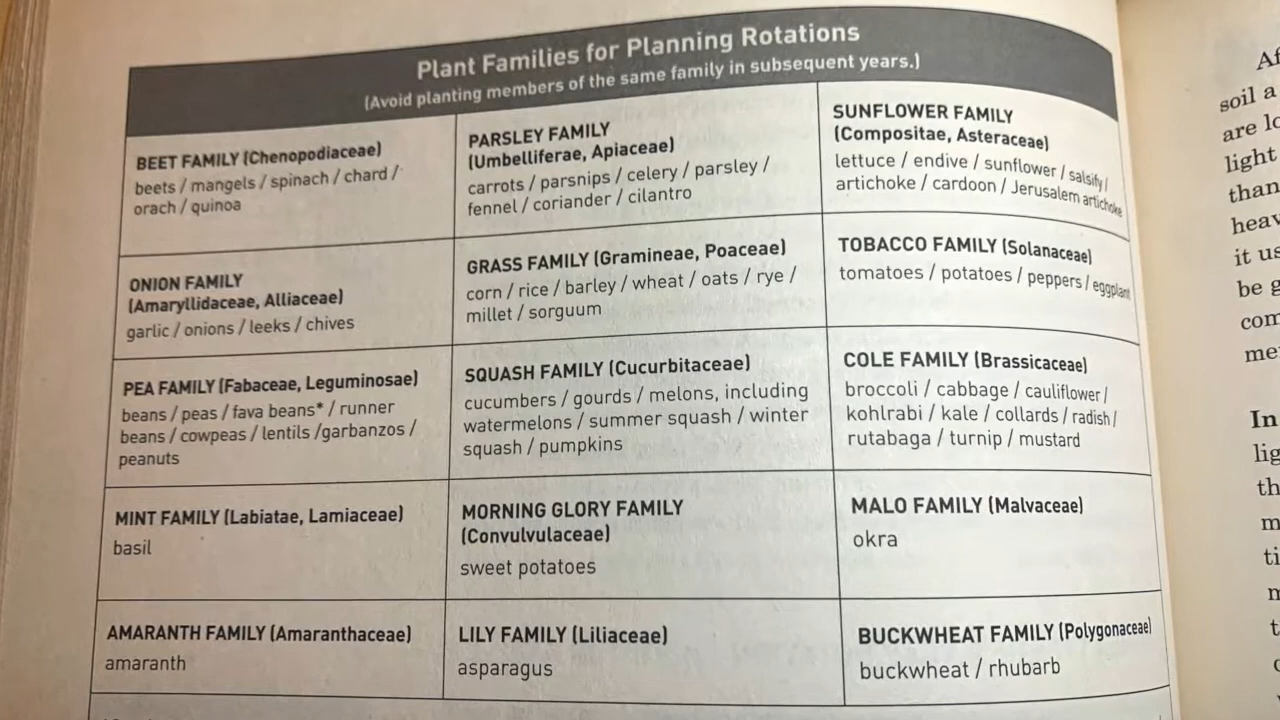 Plant Families for Planning Rotations
(Avoid planting members of the same family in subsequent years.)
BEET FAMILY (Chenopodiaceae)
beets / mangels / spinach / chard /
orach / quinoa
PARSLEY FAMILY
(Umbelliferae, Apiaceae)
carrots / parsnips / celery / parsley /
fennel / coriander / cilantro
SUNFLOWER FAMILY
(Compositae, Asteraceae)
lettuce / endive / sunflower / salsify /
artichoke / cardoon / Jerusalem artichoke
ONION FAMILY
(Amaryllidaceae, Alliaceae)
garlic / onions / leeks / chives
GRASS FAMILY (Gramineae, Poaceae)
corn / rice / barley / wheat / oats / rye /
millet / sorguum
TOBACCO FAMILY (Solanaceae)
tomatoes / potatoes / peppers / eggplant
PEA FAMILY (Fabaceae, Leguminosae)
beans / peas / fava beans* / runner
beans / cowpeas / lentils /garbanzos /
peanuts
SQUASH FAMILY (Cucurbitaceae)
cucumbers / gourds / melons, including
watermelons / summer squash / winter
squash / pumpkins
COLE FAMILY (Brassicaceae)
broccoli / cabbage / cauliflower /
kohlrabi / kale / collards / radish /
rutabaga / turnip / mustard
MINT FAMILY (Labiatae, Lamiaceae)
basil
MORNING GLORY FAMILY
(Convulvulaceae)
sweet potatoes
MALO FAMILY (Malvaceae)
okra
AMARANTH FAMILY (Amaranthaceae)
amaranth
LILY FAMILY (Liliaceae)
asparagus
BUCKWHEAT FAMILY (Polygonaceae)
buckwheat / rhubarb
Af
soil a
are lo
light
than
heav
it us
be g
com
me
In
lig
th
m
ti
m
t